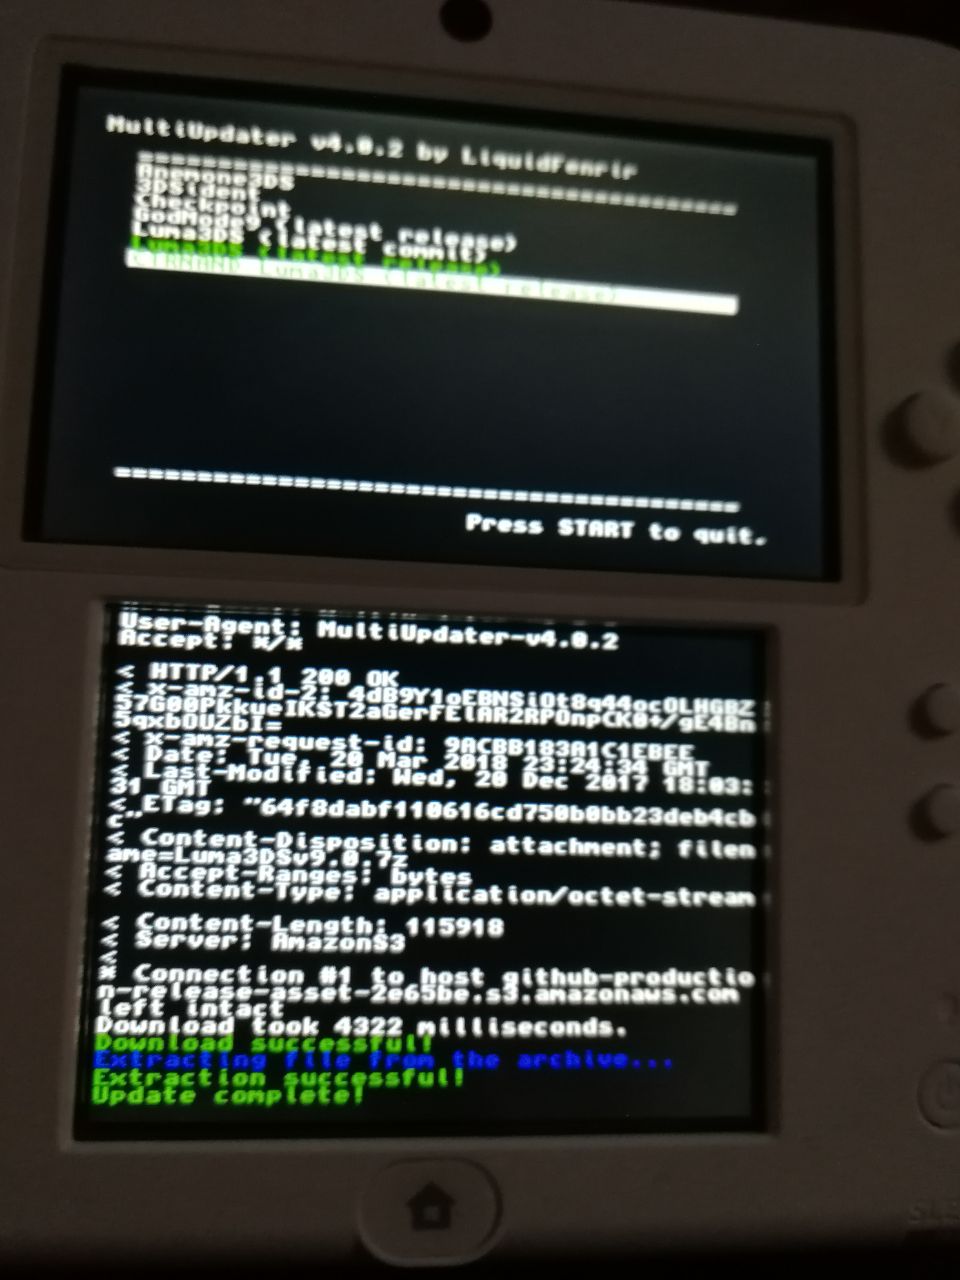 MultiUpdater v4.0.2 by LiquidFenrir
==================================================
Anemone3DS
3DSident
Checkpoint
GodMode9 (latest release)
Luma3DS (latest commit)
Luma3DS (latest release)
CTRNAND Luma3DS (latest release)
==================================================
Press START to quit.
User-Agent: MultiUpdater-v4.0.2
Accept: */*
< HTTP/1.1 200 OK
< x-amz-id-2:
< x-amz-request-id: 9ACBB183A1C1EBEE
< Date: Tue, 20 Mar 2018 23:24:34 GMT
< Last-Modified: Wed, 20 Dec 2017 18:03:
31 GMT
< ETag: "64f8dabf110616cd750b0bb23deb4cb
c"
< Content-Disposition: attachment; filen
ame=Luma3DSv9.0.7z
< Accept-Ranges: bytes
< Content-Type: application/octet-stream
< Content-Length: 115918
< Server: AmazonS3
<
* Connection #1 to host github-productio
n-release-asset-2e65be.s3.amazonaws.com
left intact
Download took 4322 milliseconds.
Download successful!
Extracting file from the archive...
Extraction successful!
Update complete!